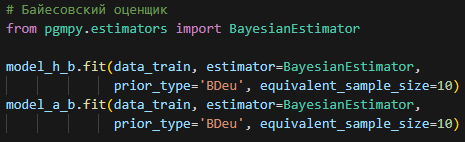 # Байесовский оценщик
from pgmpy.estimators import BayesianEstimator

model_h_b.fit(data_train, estimator=BayesianEstimator,
              prior_type='BDeu', equivalent_sample_size=10)
model_a_b.fit(data_train, estimator=BayesianEstimator,
              prior_type='BDeu', equivalent_sample_size=10)